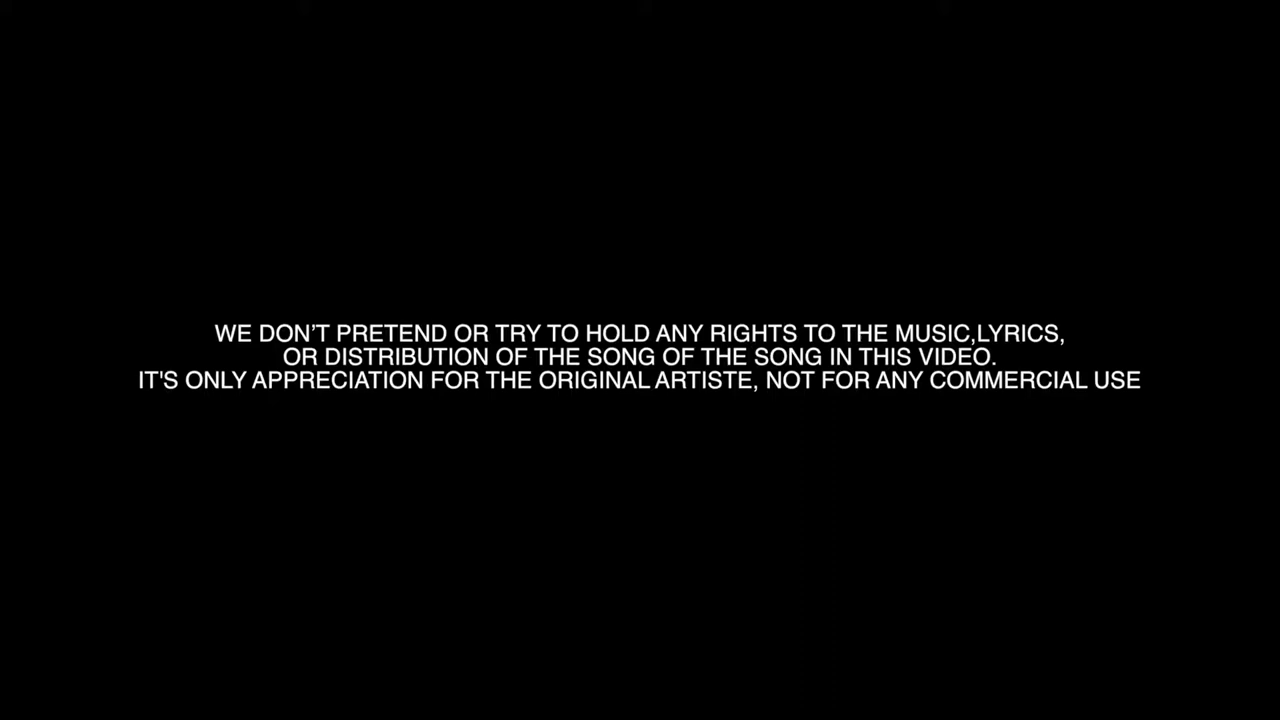 WE DON’T PRETEND OR TRY TO HOLD ANY RIGHTS TO THE MUSIC,LYRICS,
OR DISTRIBUTION OF THE SONG OF THE SONG IN THIS VIDEO.
IT'S ONLY APPRECIATION FOR THE ORIGINAL ARTISTE, NOT FOR ANY COMMERCIAL USE